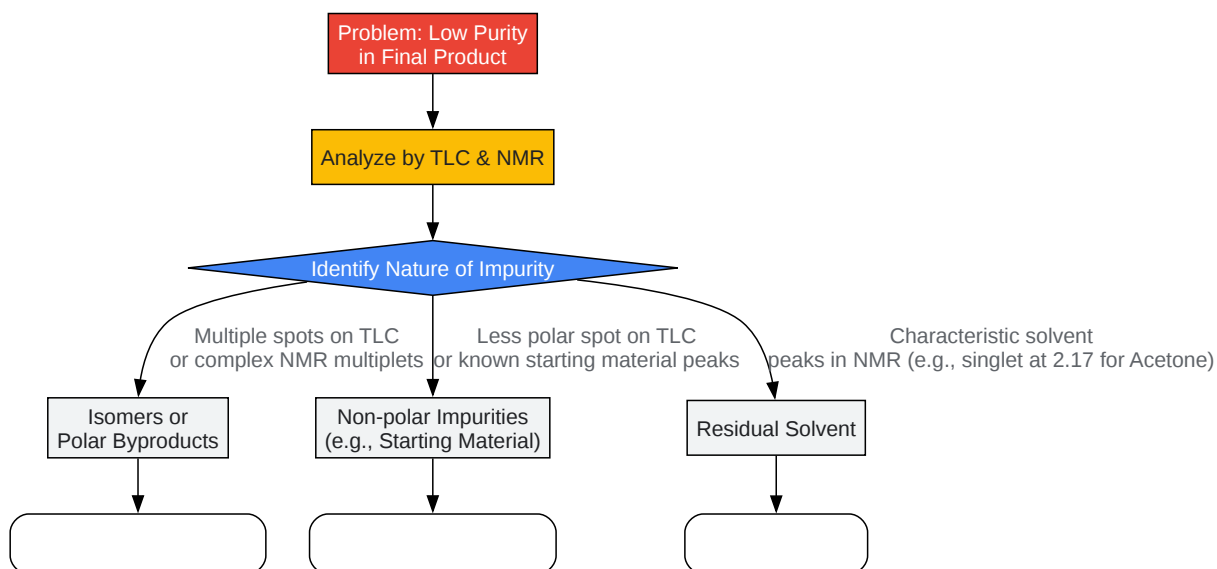 Problem: Low Purity
in Final Product
Analyze by TLC & NMR
Identify Nature of Impurity
Multiple spots on TLC
or complex NMR multiplets
Less polar spot on TLC
or known starting material peaks
Characteristic solvent
peaks in NMR (e.g., singlet at 2.17 for Acetone)
Isomers or
Polar Byproducts
Non-polar Impurities
(e.g., Starting Material)
Residual Solvent